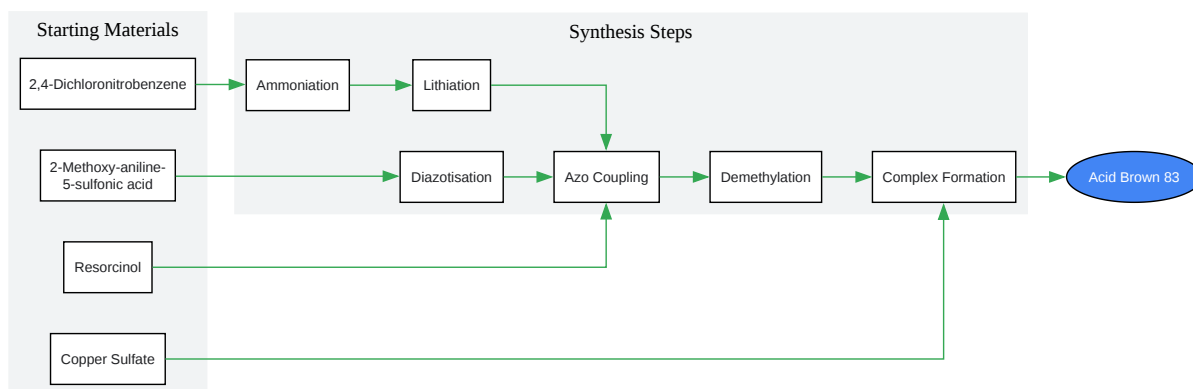 Starting Materials
Synthesis Steps
2,4-Dichloronitrobenzene
Ammoniation
Lithiation
2-Methoxy-aniline-
5-sulfonic acid
Diazotisation
Azo Coupling
Demethylation
Complex Formation
Acid Brown 83
Resorcinol
Copper Sulfate